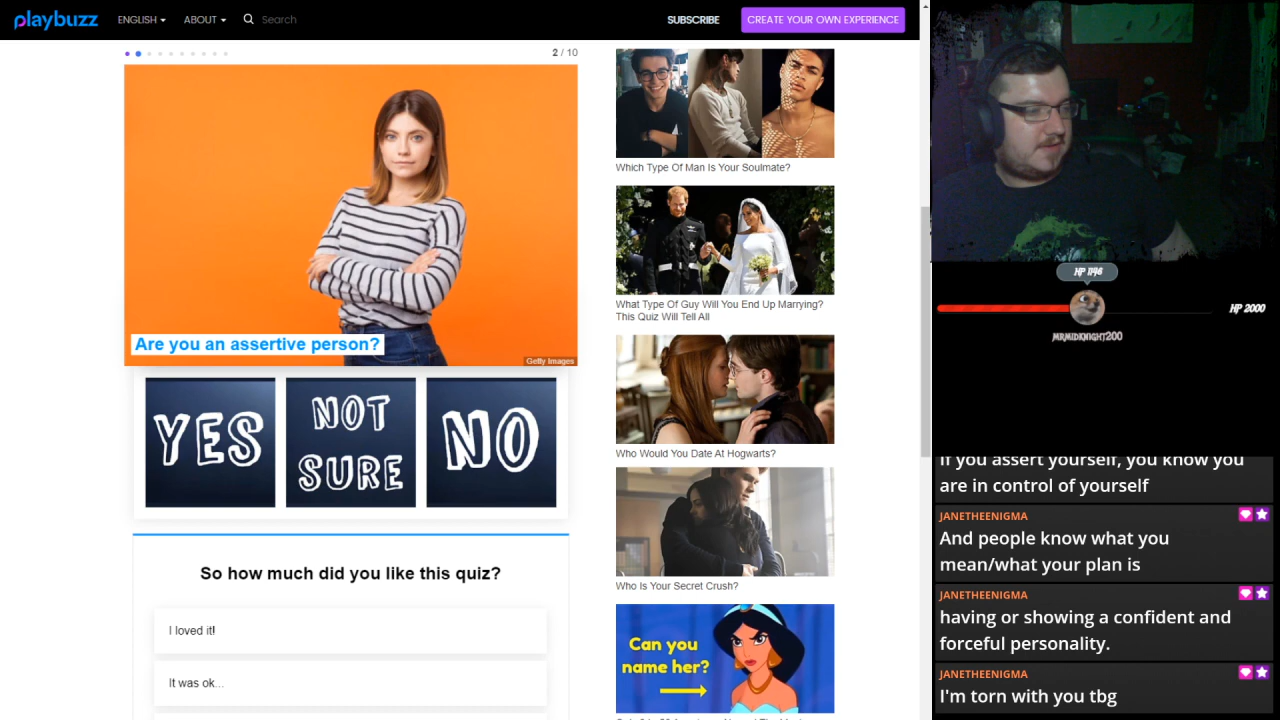 playbuzz
ENGLISH
ABOUT
Search
SUBSCRIBE
CREATE YOUR OWN EXPERIENCE
2 / 10
Are you an assertive person?
Getty Images
YES
NOT
SURE
NO
So how much did you like this quiz?
I loved it!
It was ok...
Which Type Of Man Is Your Soulmate?
What Type Of Guy Will You End Up Marrying?
This Quiz Will Tell All
Who Would You Date At Hogwarts?
Who Is Your Secret Crush?
Can you
name her?
HP 1146
HP 2000
MRMIDKNIGHT200
If you assert yourself, you know you
are in control of yourself
JANETHEENIGMA
And people know what you
mean/what your plan is
JANETHEENIGMA
having or showing a confident and
forceful personality.
JANETHEENIGMA
I'm torn with you tbg